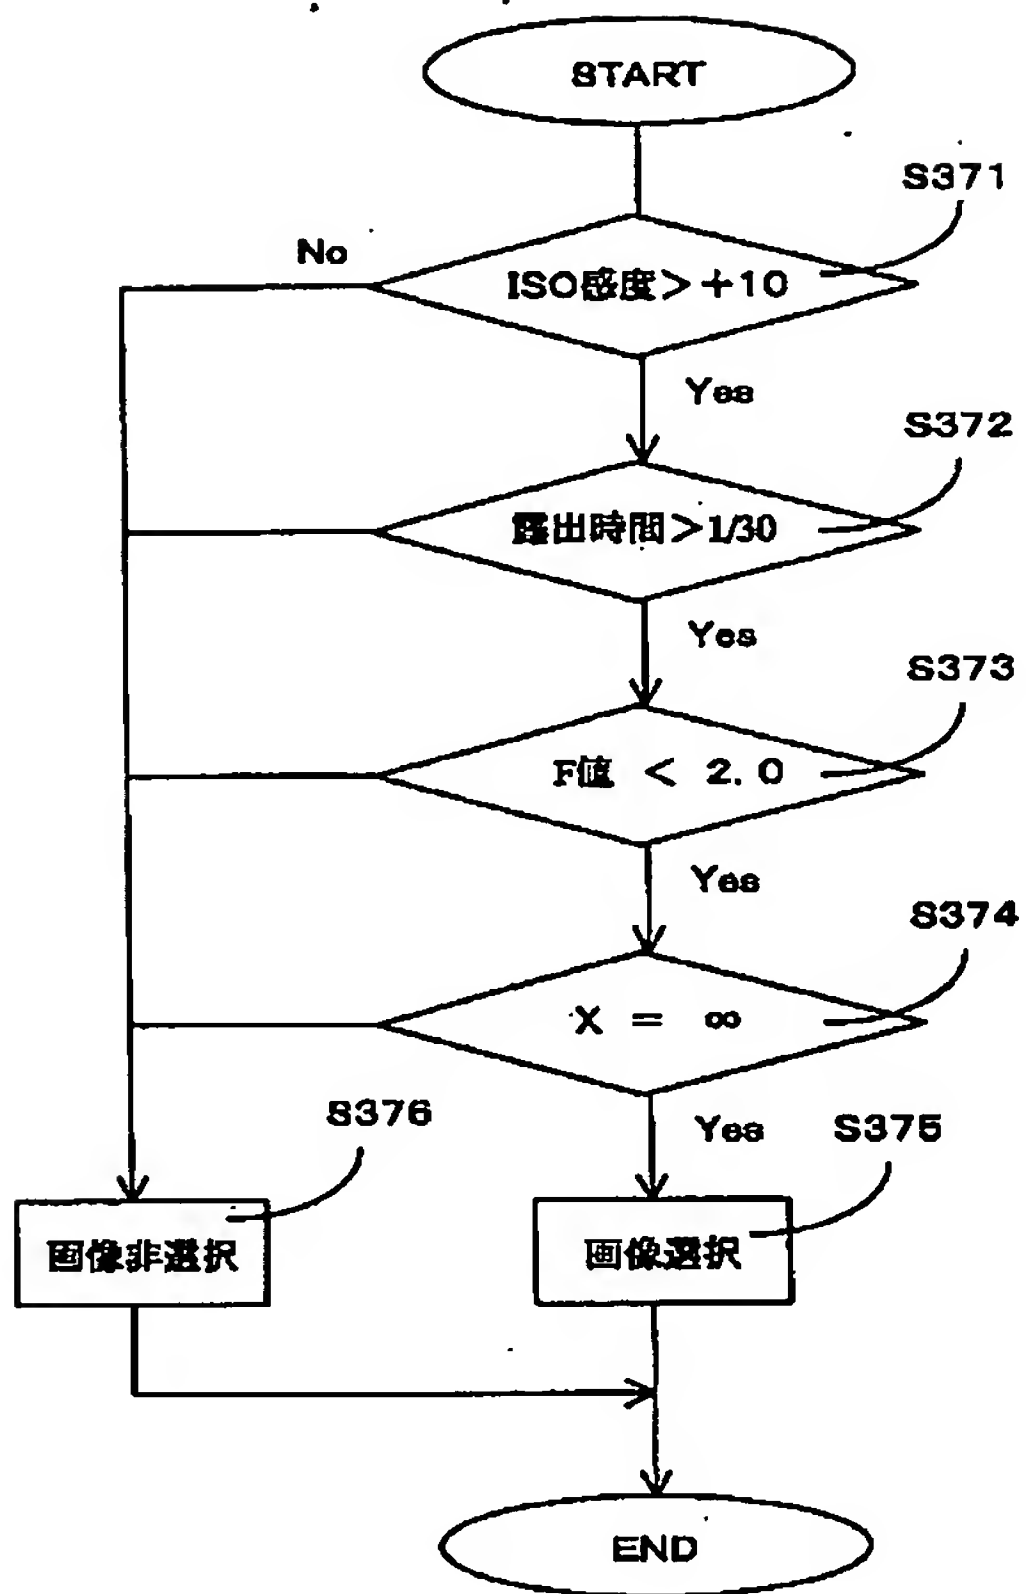 START
S371
No
ISO感度>+10
Yes
S372
露出時間>1/30
Yes
S373
F値 < 2.0
Yes
S374
X = ∞
S376
Yes
S375
画像非選択
画像選択
END